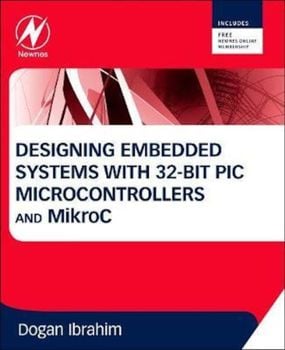 INCLUDES
FREE
NEWNES ONLINE
MEMBERSHIP
Newnes
DESIGNING EMBEDDED
SYSTEMS WITH 32-BIT PIC
MICROCONTROLLERS
AND MikroC
Dogan Ibrahim